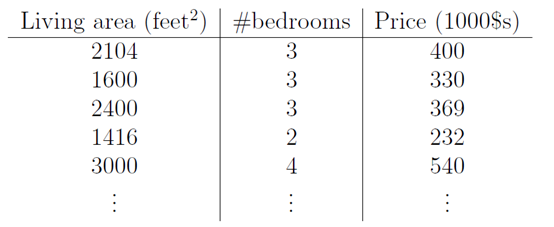 Living area (feet²) #bedrooms Price (1000$s)
2104 3 400
1600 3 330
2400 3 369
1416 2 232
3000 4 540
⋮ ⋮ ⋮